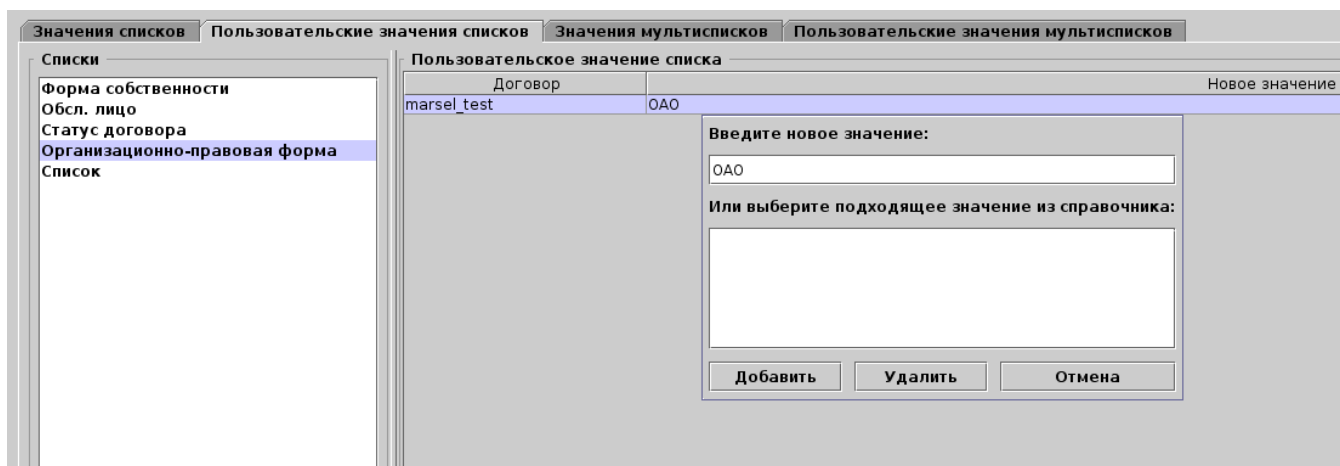 Значения списков Пользовательские значения списков Значения мультисписков Пользовательские значения мультисписков
Списки
Форма собственности
Обсл. лицо
Статус договора
Организационно-правовая форма
Список
Пользовательское значение списка
Договор Новое значение
marsel_test ОАО
Введите новое значение:
ОАО
Или выберите подходящее значение из справочника:
Добавить Удалить Отмена